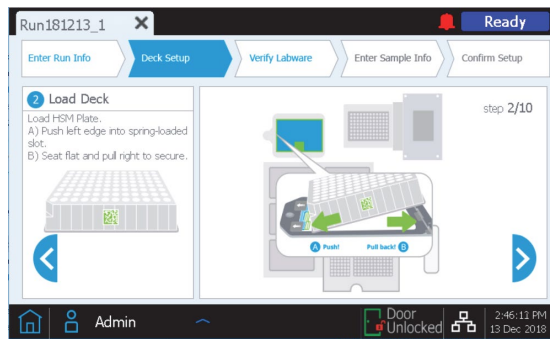 Run181213_1
Ready
Enter Run Info
Deck Setup
Verify Labware
Enter Sample Info
Confirm Setup
2 Load Deck
Load HSM Plate.
A) Push left edge into spring-loaded
slot.
B) Seat flat and pull right to secure.
step 2/10
A Push!
Pull back! B
Admin
Door
Unlocked
2:46:11 PM
13 Dec 2018